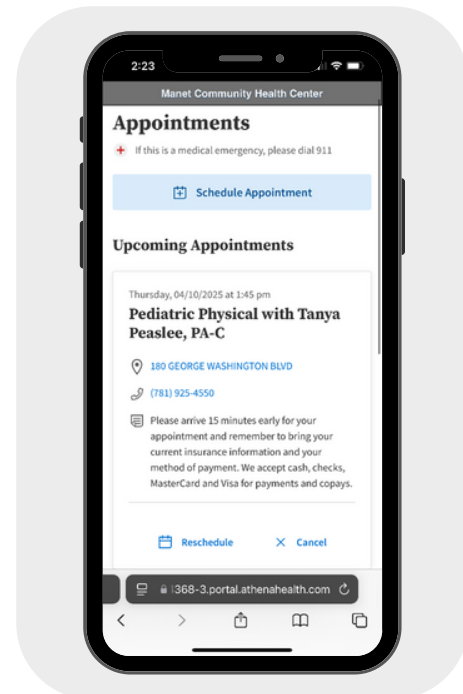 2:23
Manet Community Health Center
Appointments
If this is a medical emergency, please dial 911
Schedule Appointment
Upcoming Appointments
Thursday, 04/10/2025 at 1:45 pm
Pediatric Physical with Tanya
Peaslee, PA-C
180 GEORGE WASHINGTON BLVD
(781) 925-4550
Please arrive 15 minutes early for your
appointment and remember to bring your
current insurance information and your
method of payment. We accept cash, checks,
MasterCard and Visa for payments and copays.
Reschedule
Cancel
368-3.portal.athenahealth.com